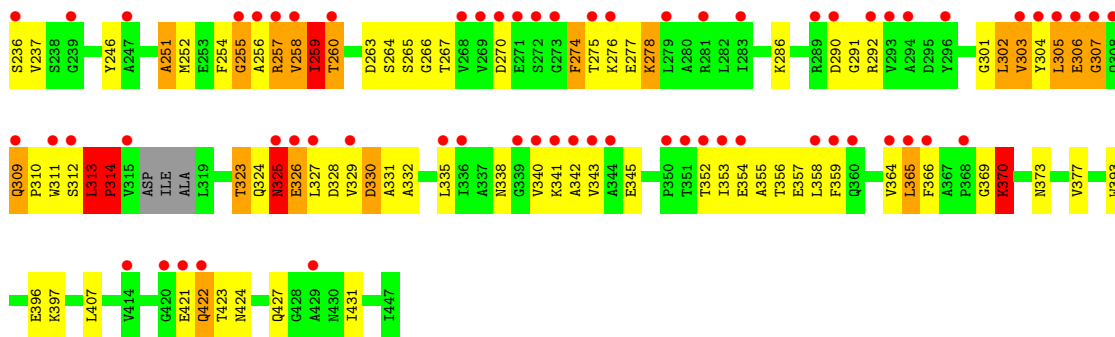 S236 V237 S238 G239 Y246 A247 A251 M252 E253 F254 G255 A256 R257 V258 I259 T260 D263 S264 S265 G266 T267 V268 V269 D270 E271 S272 G273 F274 T275 K276 E277 K278 L279 A280 R281 L282 I283 K286 R289 D290 G291 R292 V293 A294 D295 Y296 G301 L302 V303 Y304 L305 E306 G307 Q308
Q309 P310 W311 S312 L313 P314 V315 ASP ILE ALA L319 T323 Q324 N325 E326 L327 D328 V329 D330 A331 A332 L335 I336 A337 N338 G339 V340 K341 A342 V343 A344 E345 P350 T351 T352 I353 E354 A355 T356 E357 L358 F359 Q360 V364 L365 F366 A367 P368 G369 K370 N373 V377 W393
E396 K397 L407 V414 G420 E421 Q422 T423 N424 Q427 G428 A429 N430 I431 I447